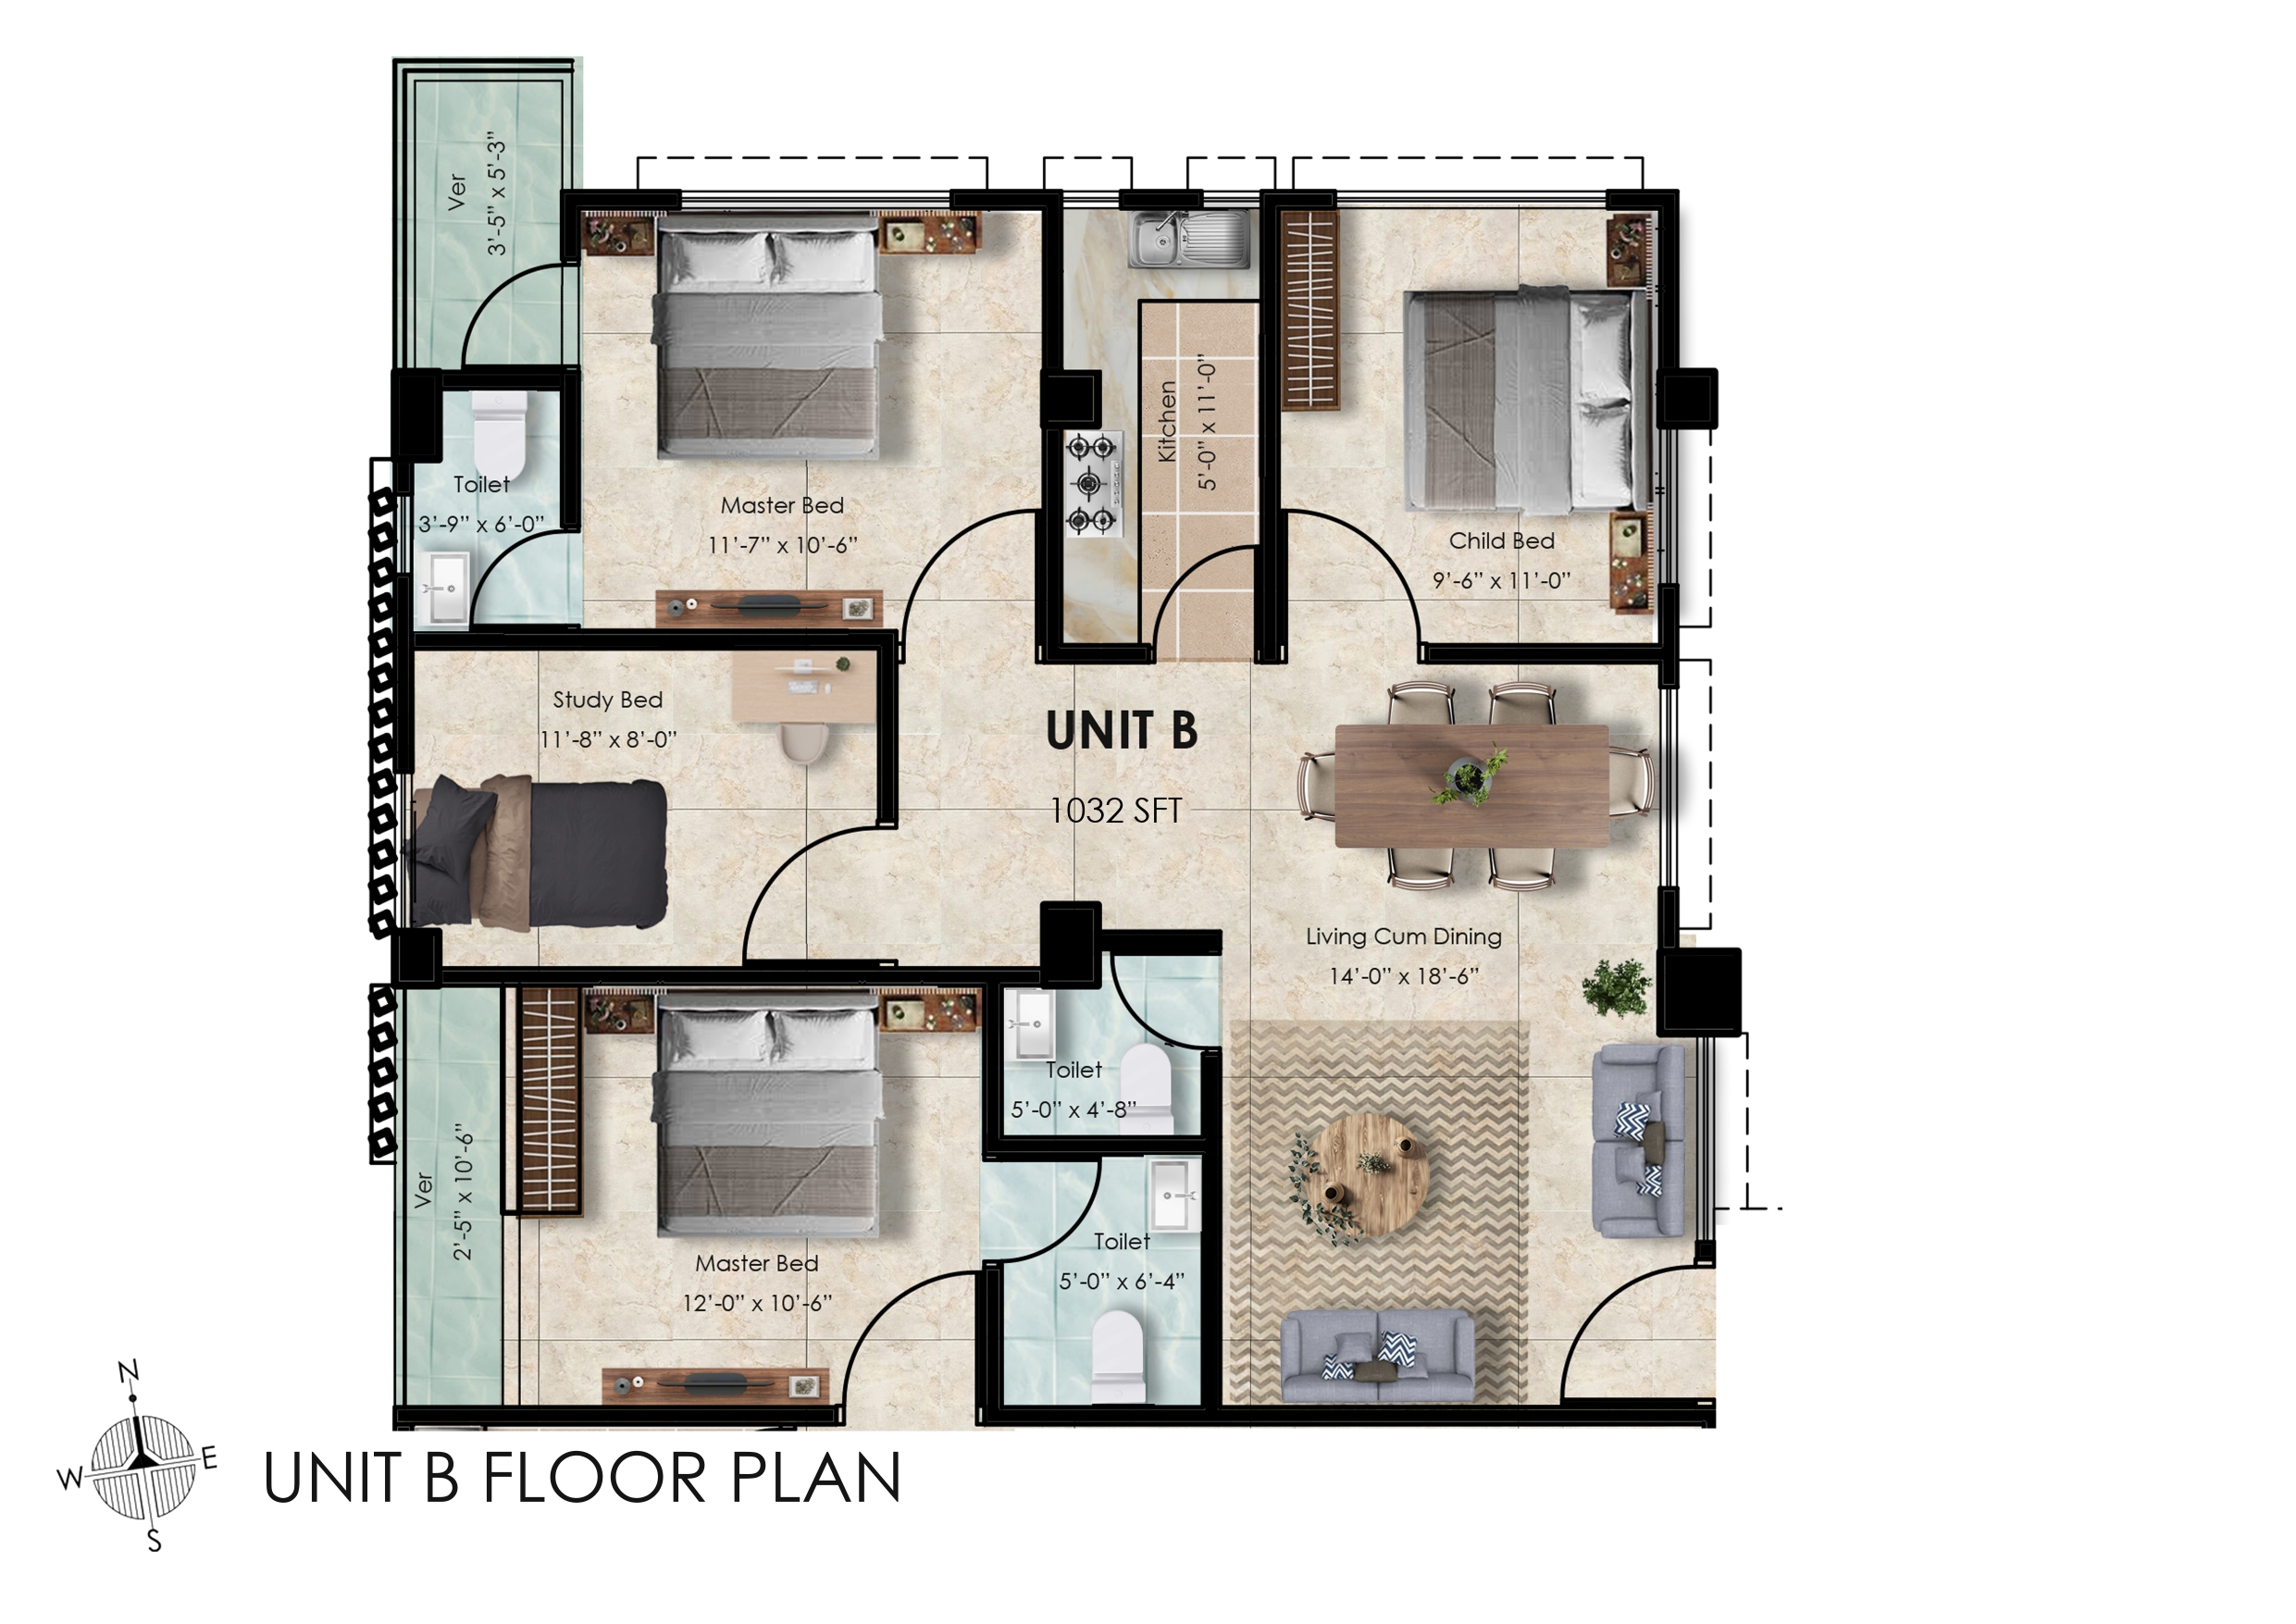 Ver
3'-5" x 5'-3"
Toilet
3'-9" x 6'-0"
Master Bed
11'-7" x 10'-6"
Kitchen
5'-0" x 11'-0"
Child Bed
9'-6" x 11'-0"
Study Bed
11'-8" x 8'-0"
UNIT B
1032 SFT
Living Cum Dining
14'-0" x 18'-6"
Toilet
5'-0" x 4'-8"
Ver
2'-5" x 10'-6"
Master Bed
12'-0" x 10'-6"
Toilet
5'-0" x 6'-4"
N
W
E
S
UNIT B FLOOR PLAN